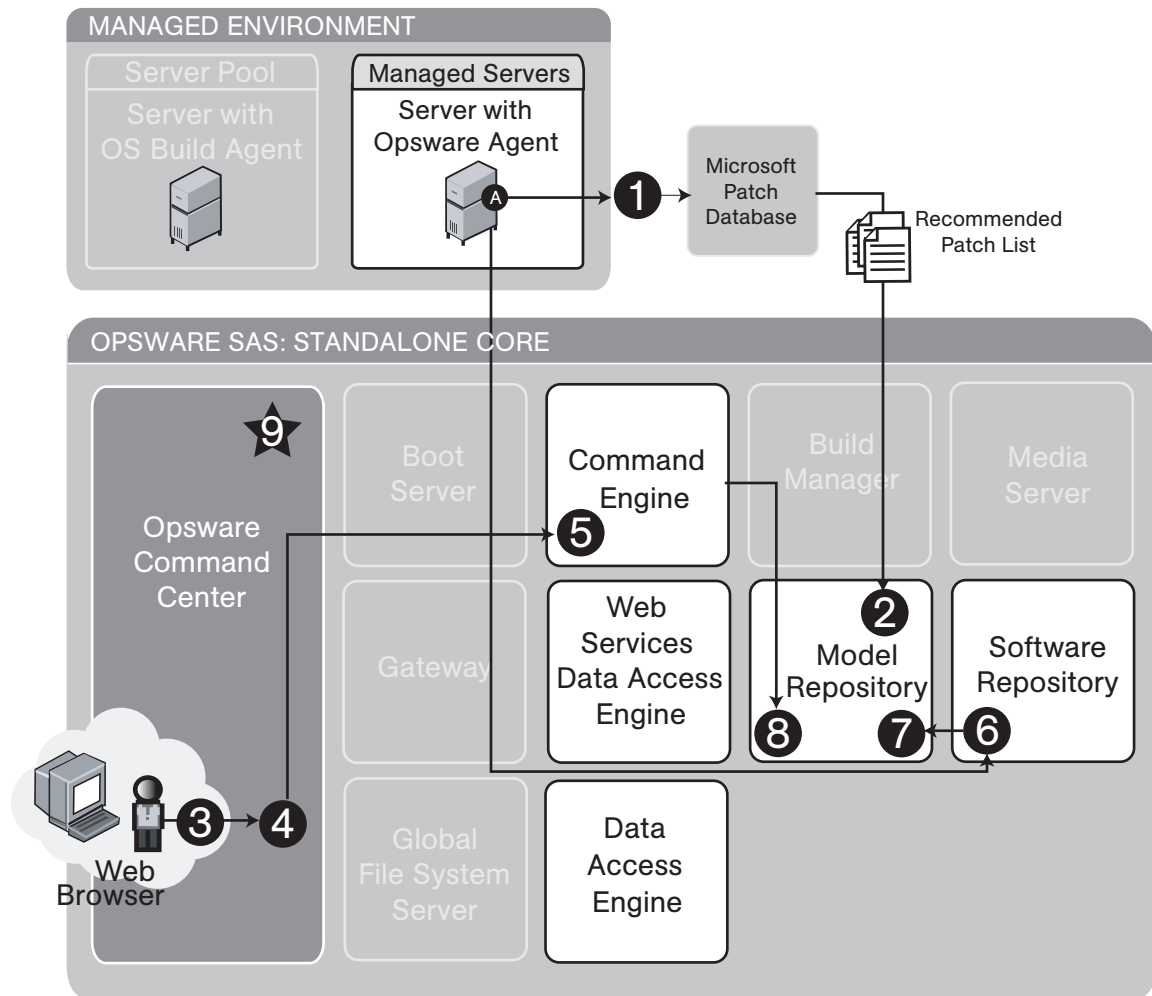 MANAGED ENVIRONMENT
Server Pool
Server with
OS Build Agent
Managed Servers
Server with
Opsware Agent
A
1
Microsoft
Patch
Database
Recommended
Patch List
OPSWARE SAS: STANDALONE CORE
9
Opsware
Command
Center
Boot
Server
Command
Engine
5
Build
Manager
Media
Server
Gateway
Web
Services
Data Access
Engine
2
Model
Repository
8
7
Software
Repository
6
3
4
Web
Browser
Global
File System
Server
Data
Access
Engine